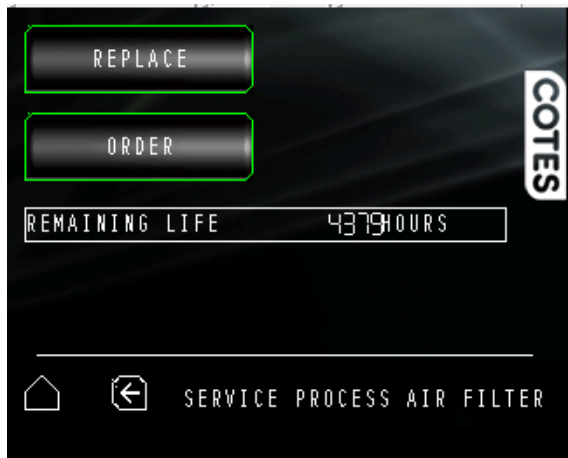 REPLACE
ORDER
COTES
REMAINING LIFE 4379HOURS
SERVICE PROCESS AIR FILTER